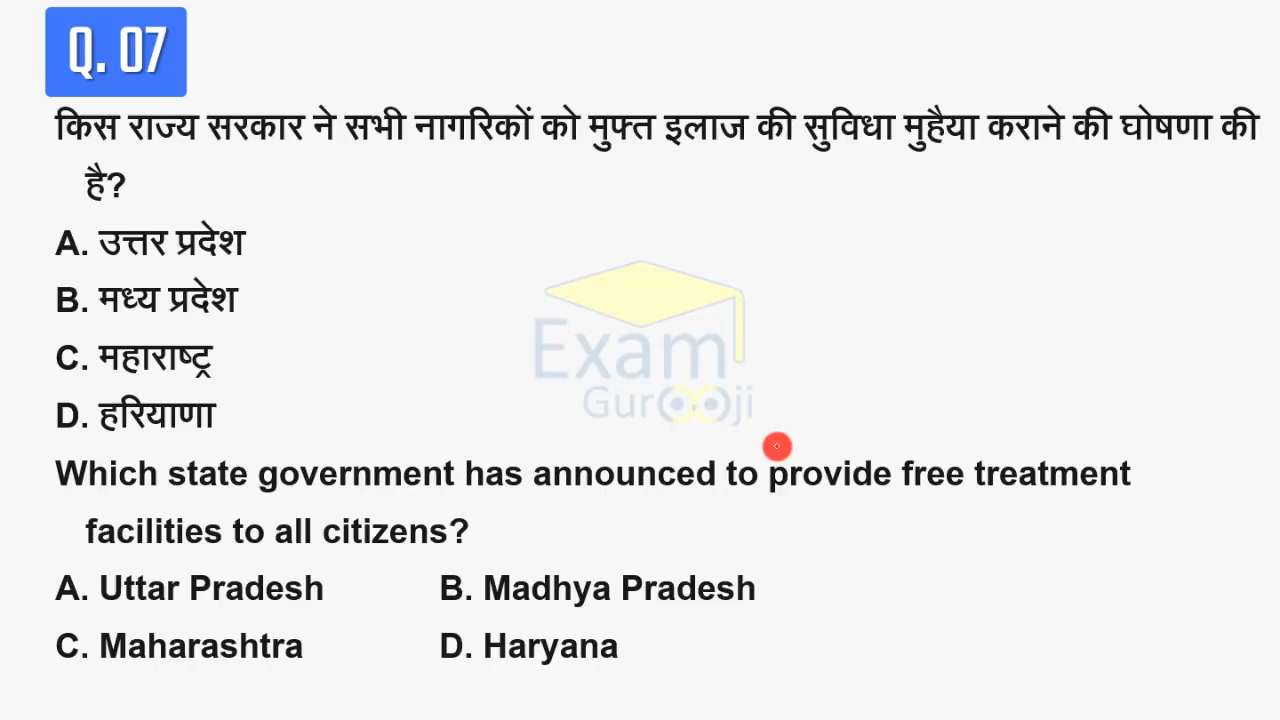 Q. 07
किस राज्य सरकार ने सभी नागरिकों को मुफ्त इलाज की सुविधा मुहैया कराने की घोषणा की
है?
A. उत्तर प्रदेश
B. मध्य प्रदेश
C. महाराष्ट्र
D. हरियाणा
Exam
Gurooji
Which state government has announced to provide free treatment
facilities to all citizens?
A. Uttar Pradesh B. Madhya Pradesh
C. Maharashtra D. Haryana